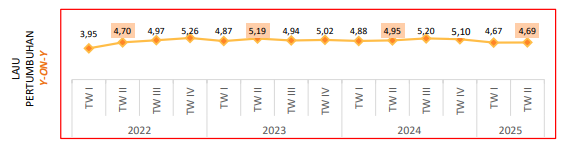 3,95 4,70 4,97 5,26 4,87 5,19 4,94 5,02 4,88 4,95 5,20 5,10 4,67 4,69
LAJU
PERTUMBUHAN
Y-ON-Y
TW I TW II TW III TW IV TW I TW II TW III TW IV TW I TW II TW III TW IV TW I TW II
2022 2023 2024 2025